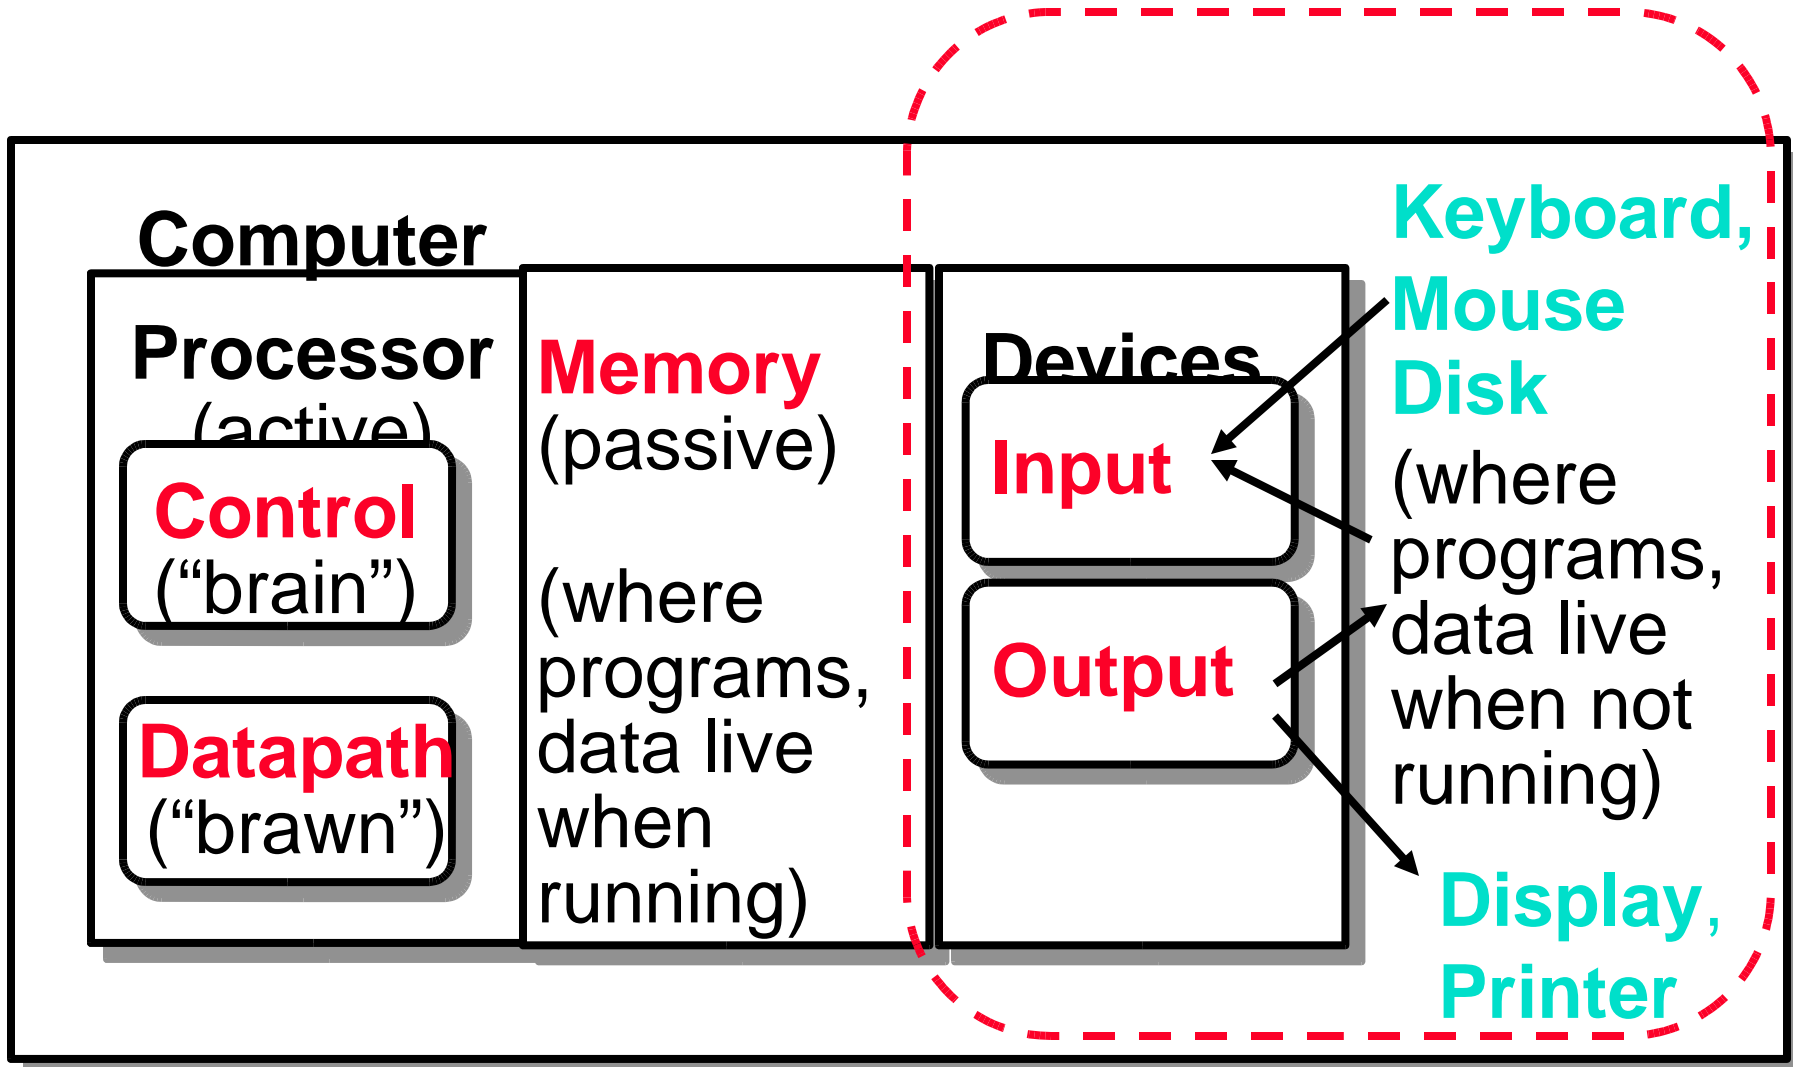 Computer
Processor
(active)
Control
(“brain”)
Datapath
(“brawn”)
Memory
(passive)
(where
programs,
data live
when
running)
Devices
Input
Output
Keyboard,
Mouse
Disk
(where
programs,
data live
when not
running)
Display,
Printer